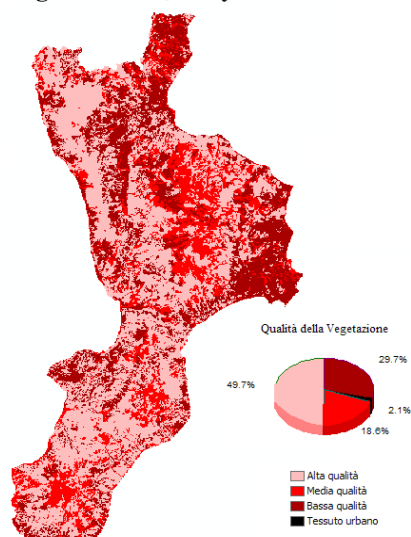 Qualità della Vegetazione
29.7%
49.7%
2.1%
18.6%
Alta qualità
Media qualità
Bassa qualità
Tessuto urbano